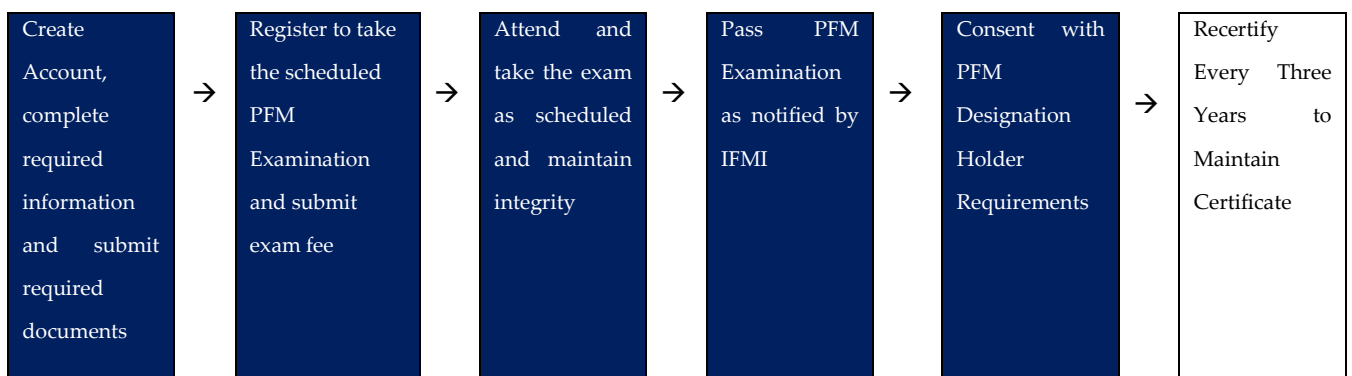 Create
Account,
complete
required
information
and submit
required
documents
→
Register to take
the scheduled
PFM
Examination
and submit
exam fee
→
Attend and
take the exam
as scheduled
and maintain
integrity
→
Pass PFM
Examination
as notified by
IFMI
→
Consent with
PFM
Designation
Holder
Requirements
→
Recertify
Every Three
Years to
Maintain
Certificate